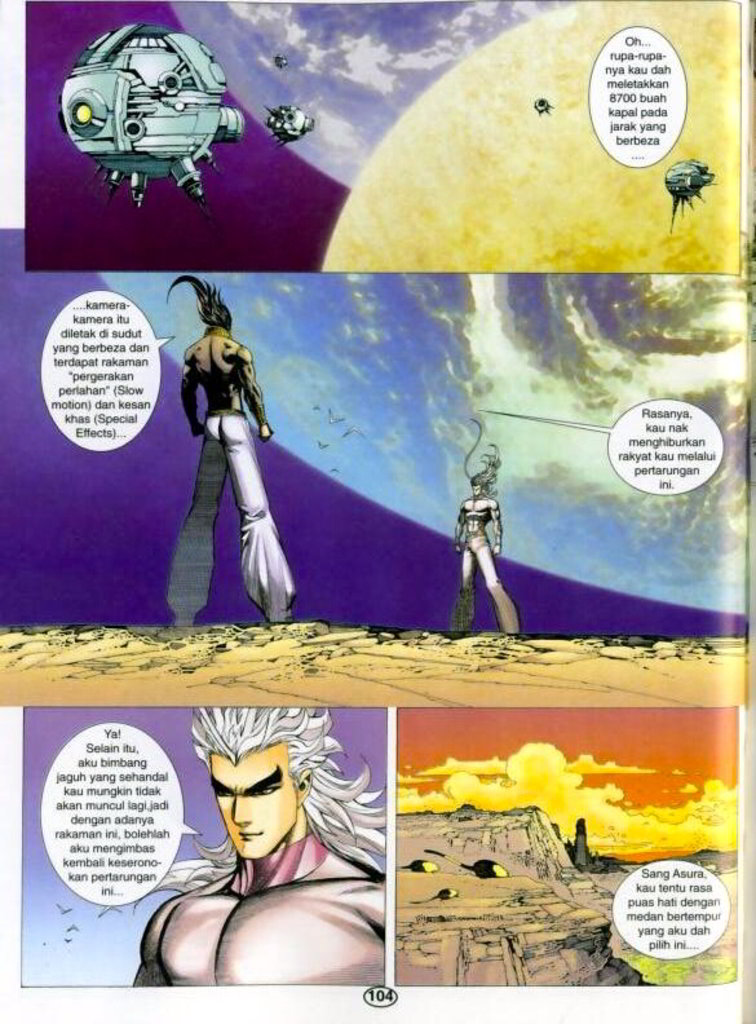 Oh...
rupa-rupa-
nya kau dah
meletakkan
8700 buah
kapal pada
jarak yang
berbeza
....
....kamera-
kamera itu
diletak di sudut
yang berbeza dan
terdapat rakaman
"pergerakan
perlahan" (Slow
motion) dan kesan
khas (Special
Effects)...
Rasanya,
kau nak
menghiburkan
rakyat kau melalui
pertarungan
ini.
Ya!
Selain itu,
aku bimbang
jaguh yang sehandal
kau mungkin tidak
akan muncul lagi,jadi
dengan adanya
rakaman ini, bolehlah
aku mengimbas
kembali keserono-
kan pertarungan
ini...
Sang Asura,
kau tentu rasa
puas hati dengan
medan bertempur
yang aku dah
pilih ini....
104